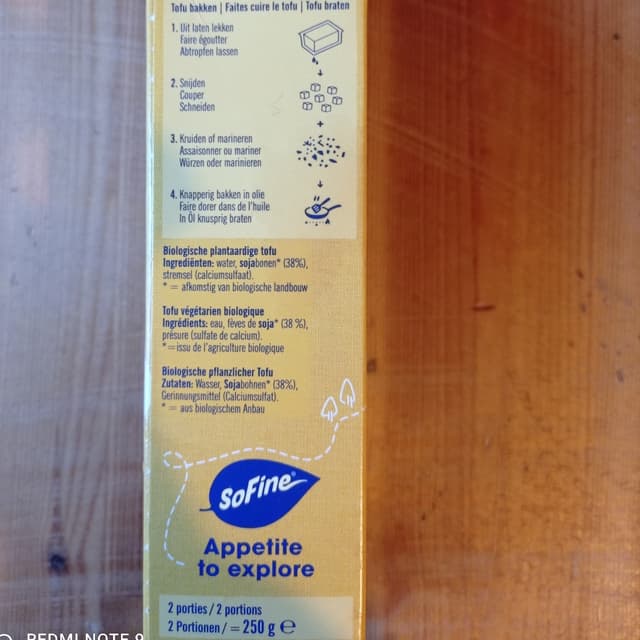 Tofu bakken | Faites cuire le tofu | Tofu braten
1. Uit laten lekken
Faire égoutter
Abtropfen lassen
2. Snijden
Couper
Schneiden
3. Kruiden of marineren
Assaisonner ou mariner
Würzen oder marinieren
4. Knapperig bakken in olie
Faire dorer dans de l'huile
In Öl knusprig braten
Biologische plantaardige tofu
Ingrediënten: water, sojabonen* (38%),
stremsel (calciumsulfaat).
* = afkomstig van biologische landbouw
Tofu végétarien biologique
Ingrédients: eau, fèves de soja* (38 %),
présure (sulfate de calcium).
* =issu de l'agriculture biologique
Biologische pflanzlicher Tofu
Zutaten: Wasser, Sojabohnen* (38%),
Gerinnungsmittel (Calciumsulfat).
* = aus biologischem Anbau
SoFine
Appetite
to explore
2 porties / 2 portions
2 Portionen / = 250 g e
REDMI NOTE 9